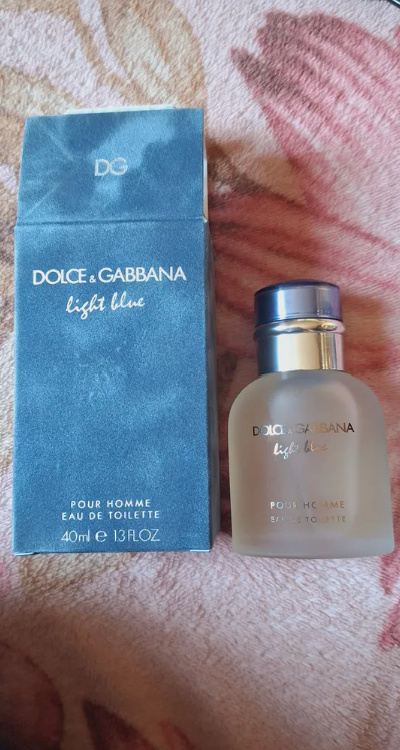 DG
DOLCE & GABBANA
light blue
POUR HOMME
EAU DE TOILETTE
40ml e 1.3 FL.OZ
DOLCE & GABBANA
light blue
POUR HOMME
EAU DE TOILETTE